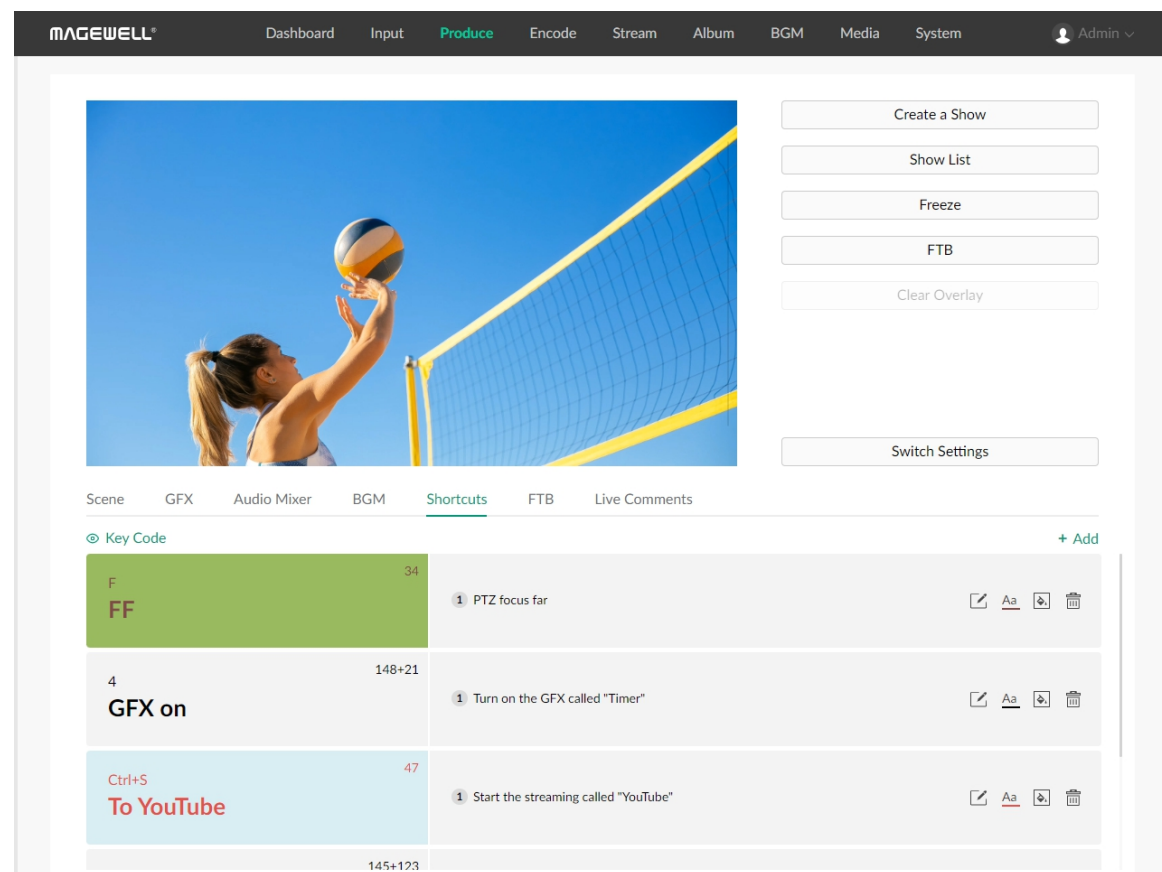 MAGEWELL® Dashboard Input Produce Encode Stream Album BGM Media System Admin
Create a Show
Show List
Freeze
FTB
Clear Overlay
Switch Settings
Scene GFX Audio Mixer BGM Shortcuts FTB Live Comments
Key Code + Add
34
F
FF
1 PTZ focus far
Aa
148+21
4
GFX on
1 Turn on the GFX called "Timer"
Aa
47
Ctrl+S
To YouTube
1 Start the streaming called "YouTube"
Aa
145+123